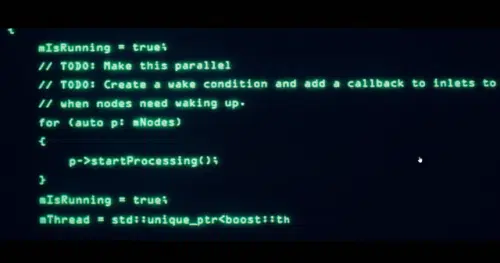 {
mIsRunning = true;
// TODO: Make this parallel
// TODO: Create a wake condition and add a callback to inlets to
// when nodes need waking up.
for (auto p: mNodes)
{
p->startProcessing();
}
mIsRunning = true;
mThread = std::unique_ptr<boost::th